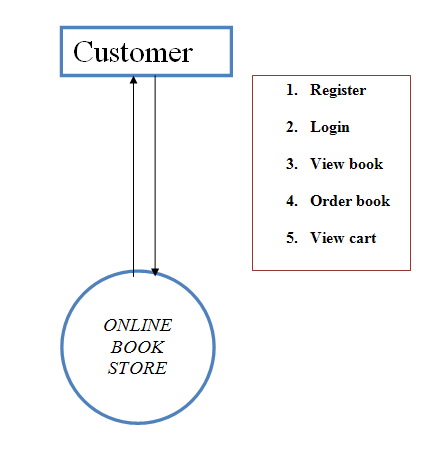 Customer
1. Register
2. Login
3. View book
4. Order book
5. View cart
ONLINE
BOOK
STORE